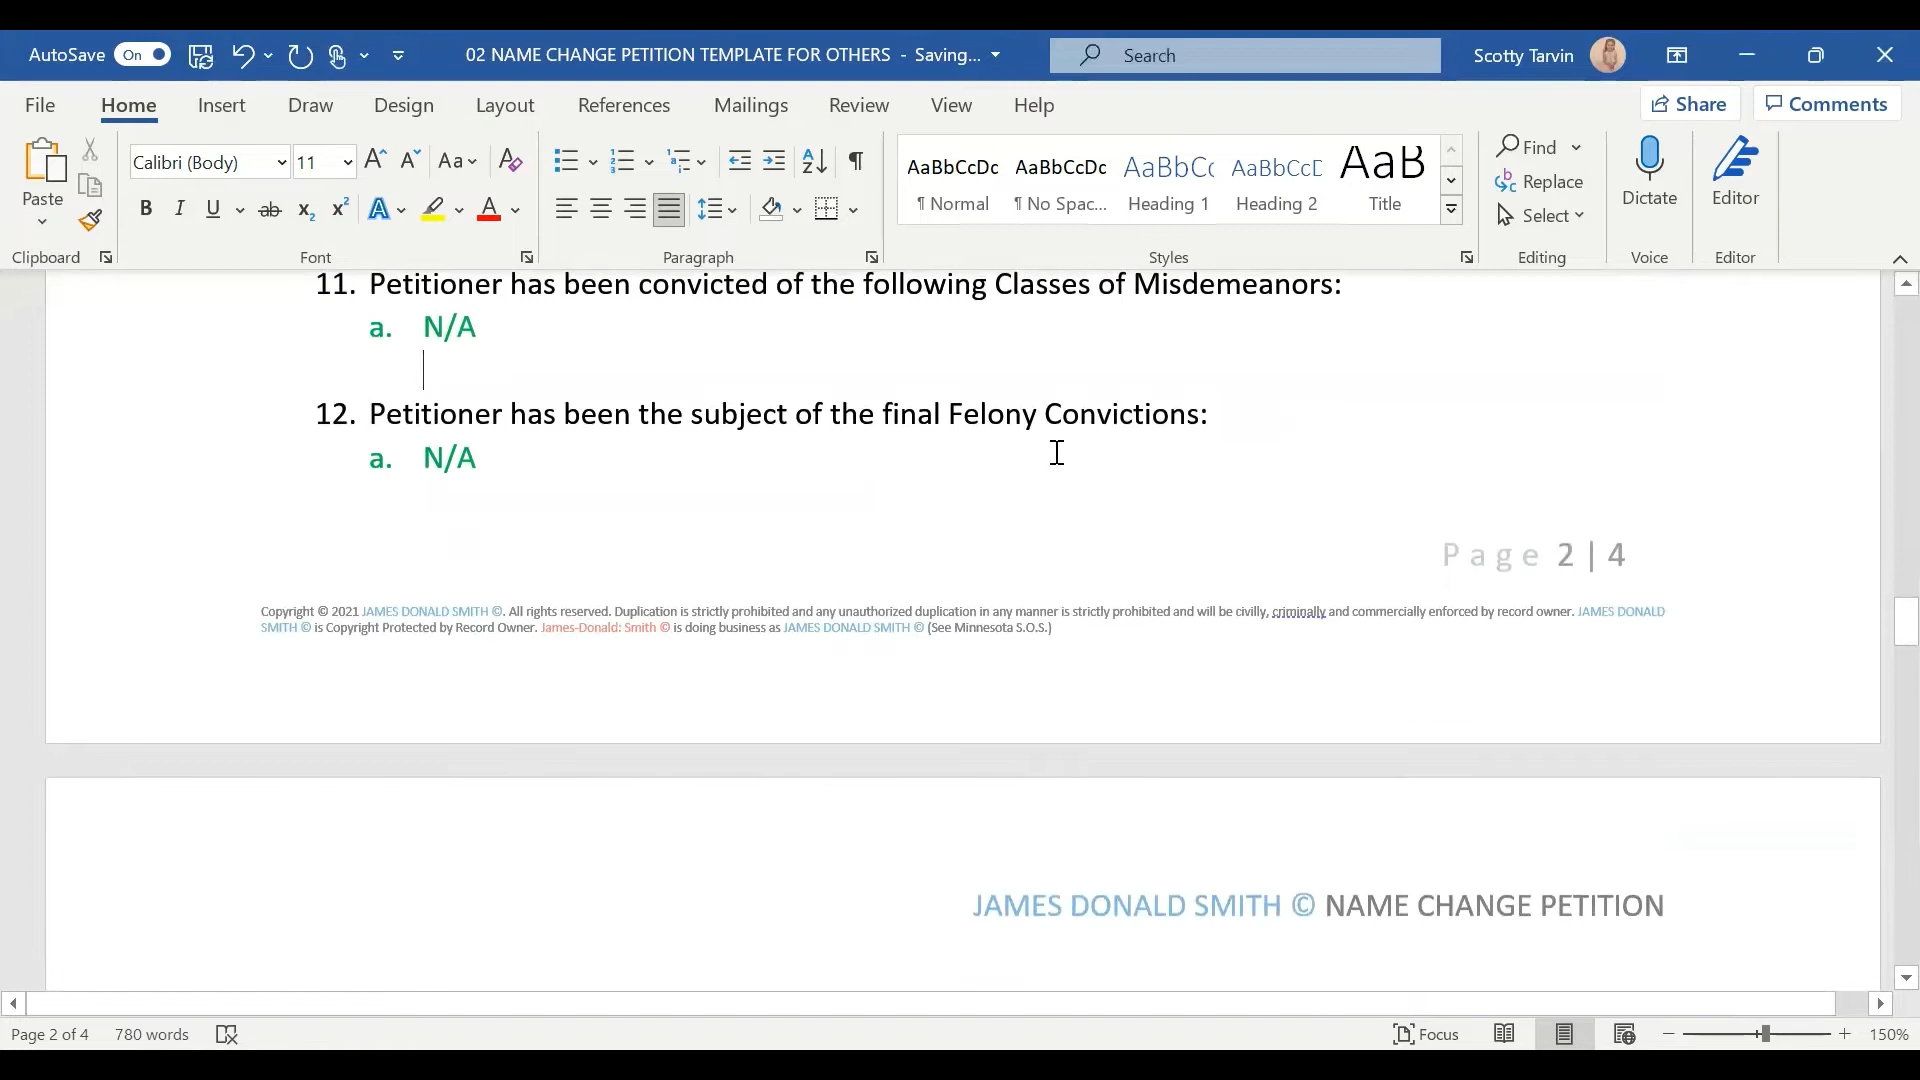 AutoSave On 02 NAME CHANGE PETITION TEMPLATE FOR OTHERS - Saving... Search Scotty Tarvin
File Home Insert Draw Design Layout References Mailings Review View Help Share Comments
Paste Calibri (Body) 11 Aa AaBbCcDc AaBbCcDc AaBbCc AaBbCcD AaB Find Replace Select Dictate Editor
¶ Normal ¶ No Spac... Heading 1 Heading 2 Title
Clipboard Font Paragraph Styles Editing Voice Editor
11. Petitioner has been convicted of the following Classes of Misdemeanors:
a. N/A
12. Petitioner has been the subject of the final Felony Convictions:
a. N/A
Page 2 | 4
Copyright © 2021 JAMES DONALD SMITH ©. All rights reserved. Duplication is strictly prohibited and any unauthorized duplication in any manner is strictly prohibited and will be civilly, criminally and commercially enforced by record owner. JAMES DONALD
SMITH © is Copyright Protected by Record Owner. James-Donald: Smith © is doing business as JAMES DONALD SMITH © (See Minnesota S.O.S.)
JAMES DONALD SMITH © NAME CHANGE PETITION
Page 2 of 4 780 words Focus 150%